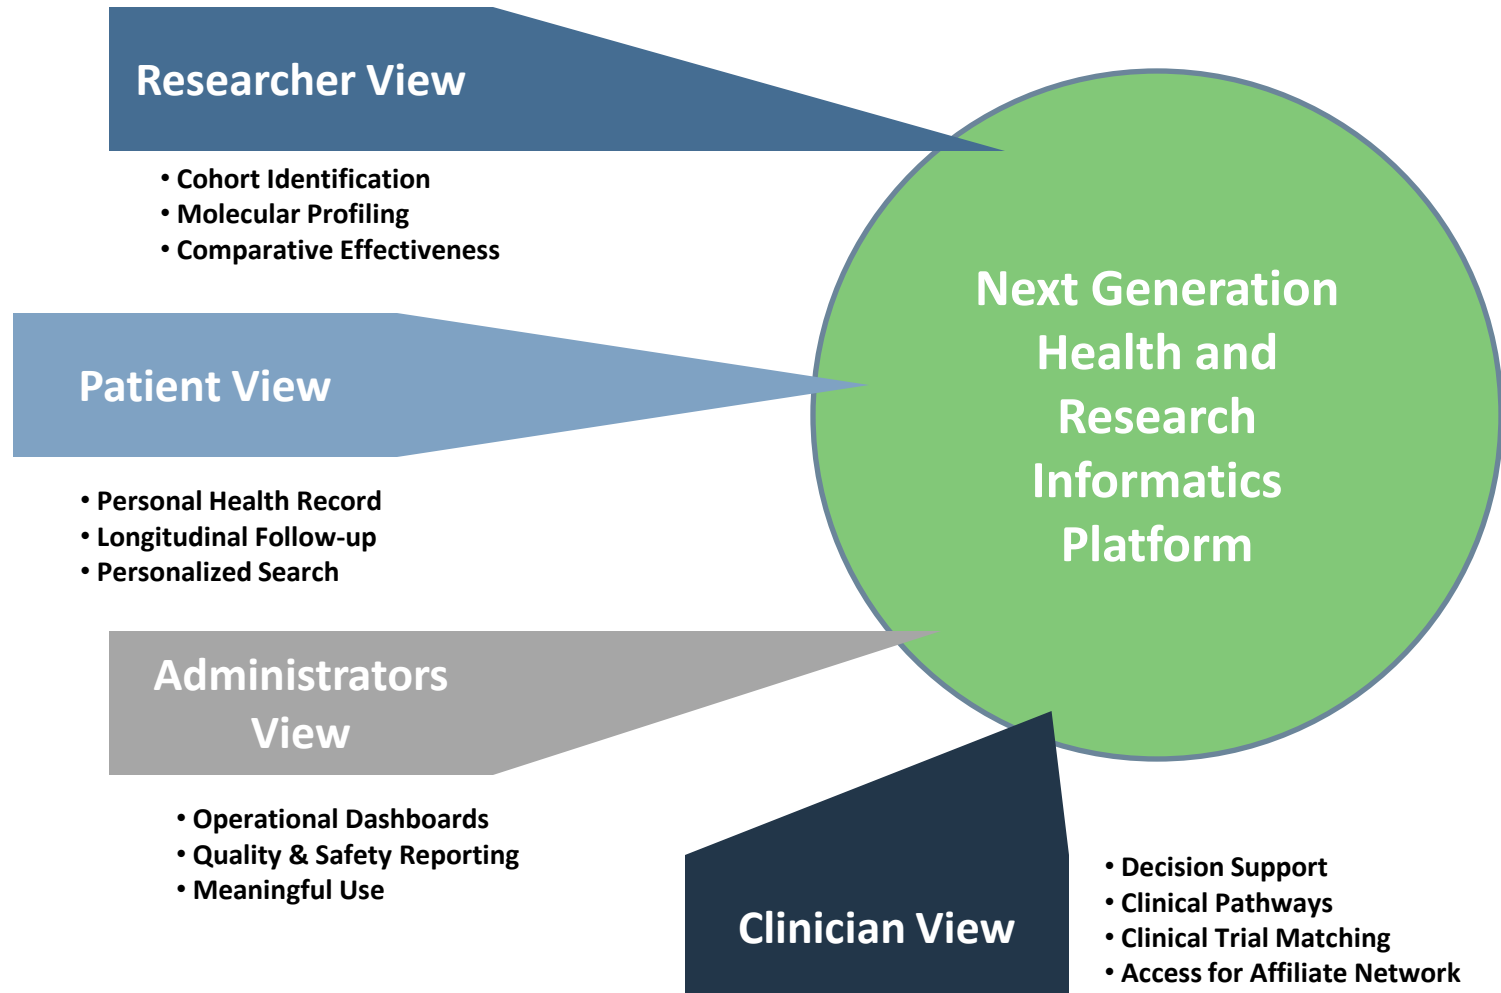 Researcher View
• Cohort Identification
• Molecular Profiling
• Comparative Effectiveness
Patient View
• Personal Health Record
• Longitudinal Follow-up
• Personalized Search
Administrators
View
• Operational Dashboards
• Quality & Safety Reporting
• Meaningful Use
Clinician View
• Decision Support
• Clinical Pathways
• Clinical Trial Matching
• Access for Affiliate Network
Next Generation
Health and
Research
Informatics
Platform